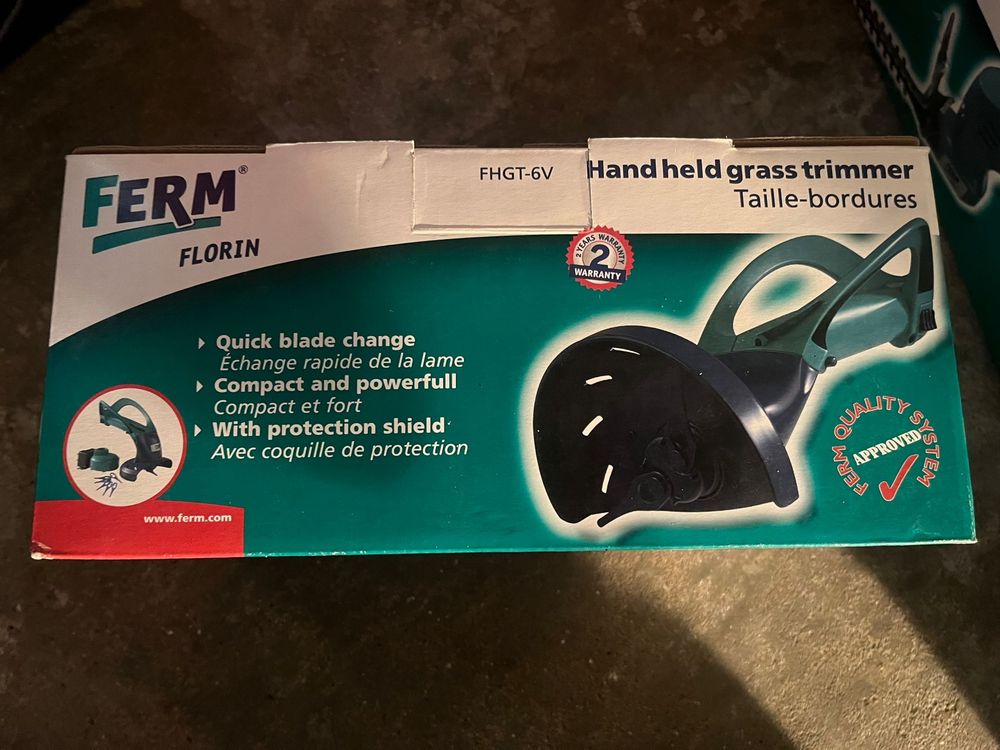 FERM®
FLORIN
FHGT-6V
Hand held grass trimmer
Taille-bordures
2 YEARS WARRANTY
2
WARRANTY
Quick blade change
Échange rapide de la lame
Compact and powerfull
Compact et fort
With protection shield
Avec coquille de protection
FERM QUALITY SYSTEM
APPROVED
www.ferm.com